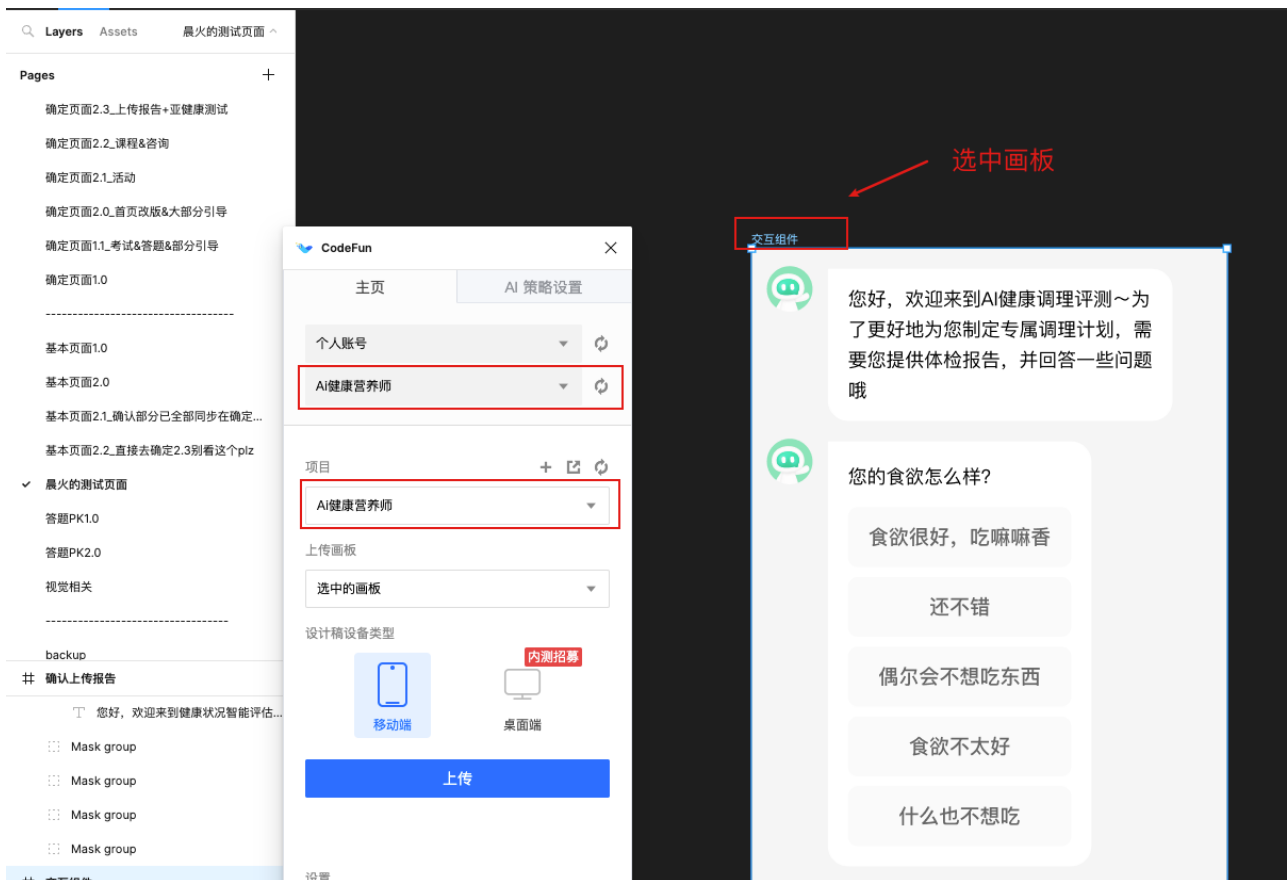 Layers Assets 晨火的测试页面
Pages
确定页面2.3_上传报告+亚健康测试
确定页面2.2_课程&咨询
确定页面2.1_活动
确定页面2.0_首页改版&大部分引导
确定页面1.1_考试&答题&部分引导
确定页面1.0
----------------------------------
基本页面1.0
基本页面2.0
基本页面2.1_确认部分已全部同步在确定...
基本页面2.2_直接去确定2.3别看这个plz
晨火的测试页面
答题PK1.0
答题PK2.0
视觉相关
---------------------------------
backup
确认上传报告
您好，欢迎来到健康状况智能评估...
Mask group
Mask group
Mask group
Mask group
交互组件
CodeFun
主页 AI 策略设置
个人账号
Ai健康营养师
项目
Ai健康营养师
上传画板
选中的画板
设计稿设备类型
内测招募
移动端 桌面端
上传
设置
选中画板
交互组件
您好，欢迎来到AI健康调理评测～为
了更好地为您制定专属调理计划，需
要您提供体检报告，并回答一些问题
哦
您的食欲怎么样?
食欲很好，吃嘛嘛香
还不错
偶尔会不想吃东西
食欲不太好
什么也不想吃